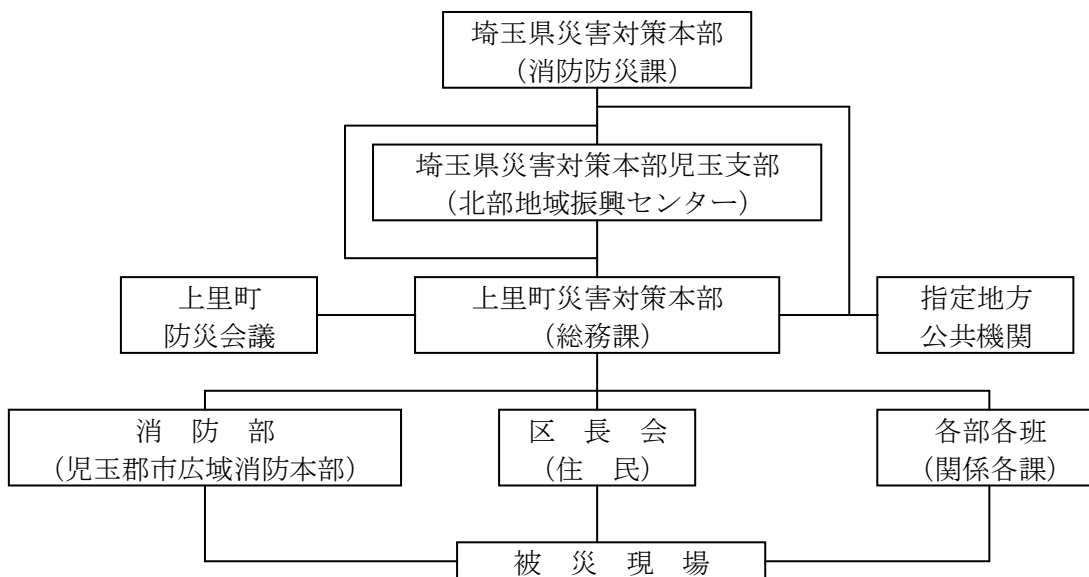 埼玉県災害対策本部
（消防防災課）
埼玉県災害対策本部児玉支部
（北部地域振興センター）
上里町
防災会議
上里町災害対策本部
（総務課）
指定地方
公共機関
消　防　部
（児玉郡市広域消防本部）
区　長　会
（住　民）
各部各班
（関係各課）
被　災　現　場